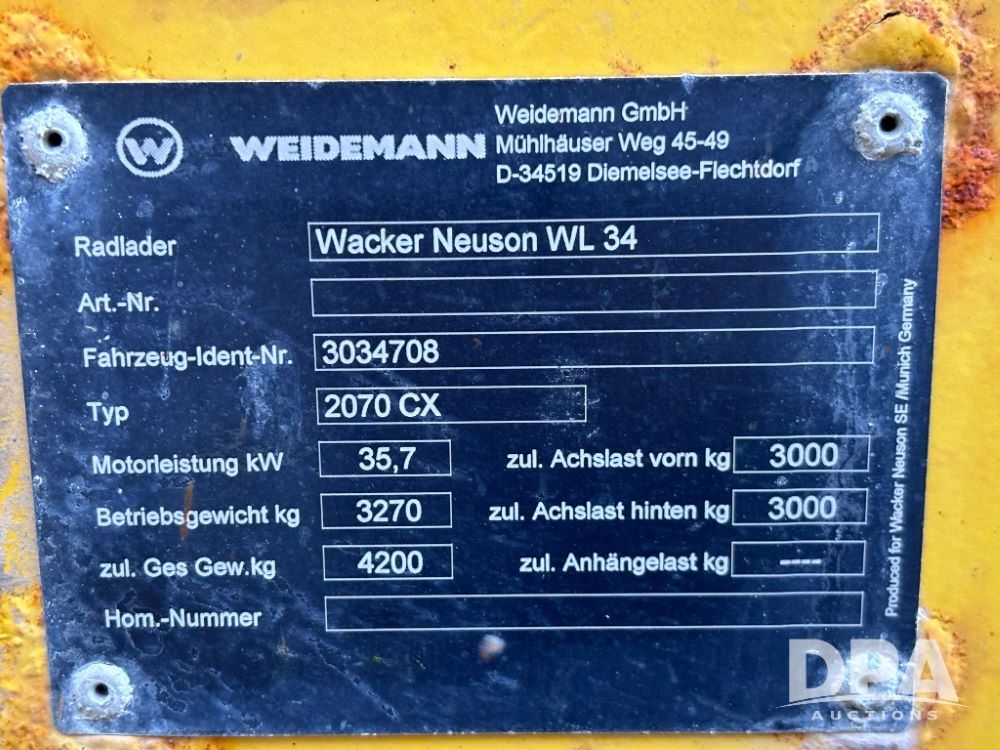 W WEIDEMANN
Weidemann GmbH
Mühlhäuser Weg 45-49
D-34519 Diemelsee-Flechtdorf
Radlader Wacker Neuson WL 34
Art.-Nr.
Fahrzeug-Ident-Nr. 3034708
Typ 2070 CX
Motorleistung kW 35,7 zul. Achslast vorn kg 3000
Betriebsgewicht kg 3270 zul. Achslast hinten kg 3000
zul. Ges Gew.kg 4200 zul. Anhängelast kg ----
Hom.-Nummer
Produced for Wacker Neuson SE /Munich Germany
DPA
AUCTIONS